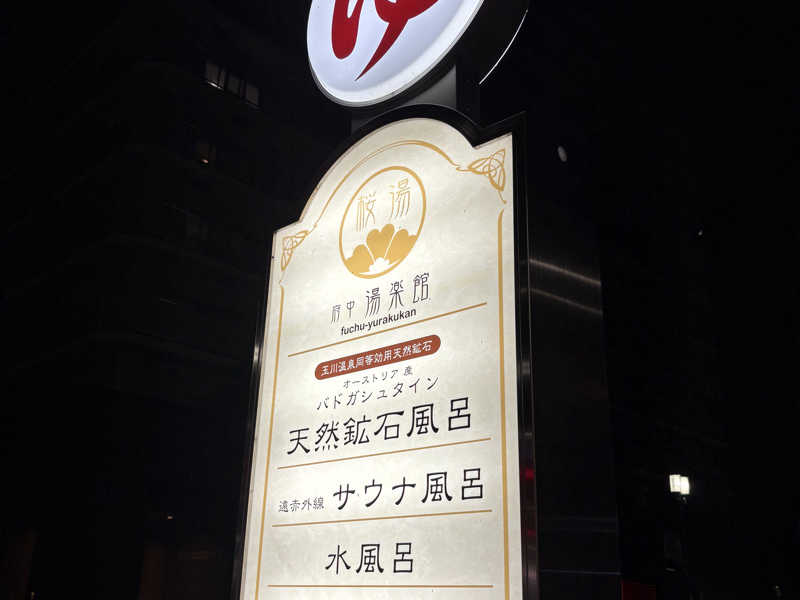 ゆ
桜湯
府中 湯楽館
fuchu-yurakukan
玉川温泉同等効用天然鉱石
オーストリア 産
バドガシュタイン
天然鉱石風呂
遠赤外線 サウナ風呂
水風呂